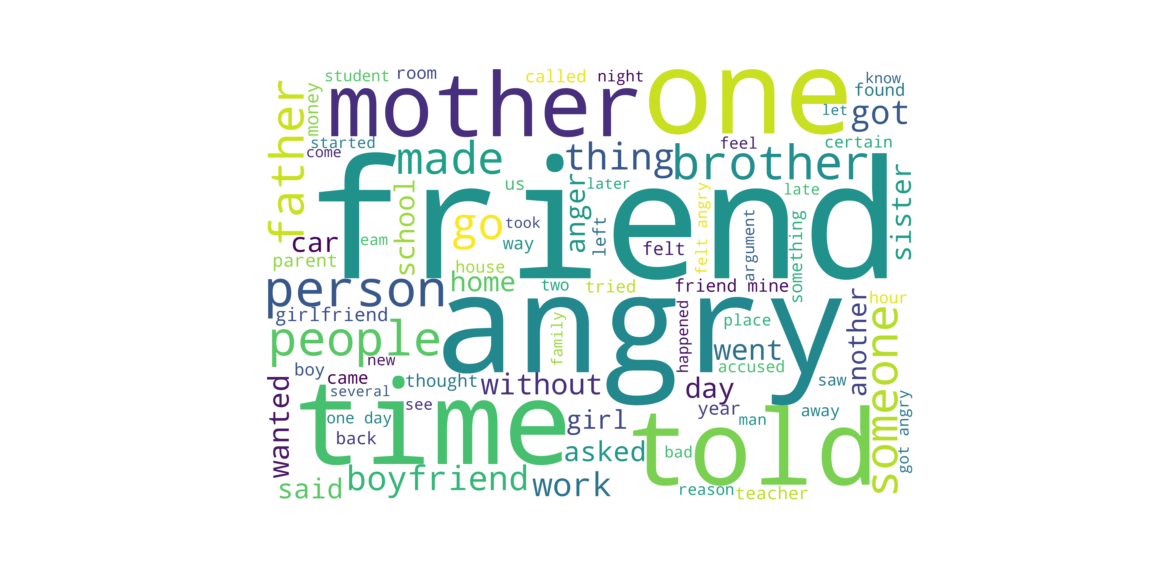 student room called night know
found
mother one let got
father money
started come feel certain
made thing brother
friend
school us anger later late sister
go took left felt angry argument something
car eam way felt
parent house
person home two tried friend mine
girlfriend
angry
people family happened place went another hour someone
new accused
boy came thought without day saw
wanted several see
time one day girl year man away got angry
back told
asked bad
said boyfriend work reason teacher